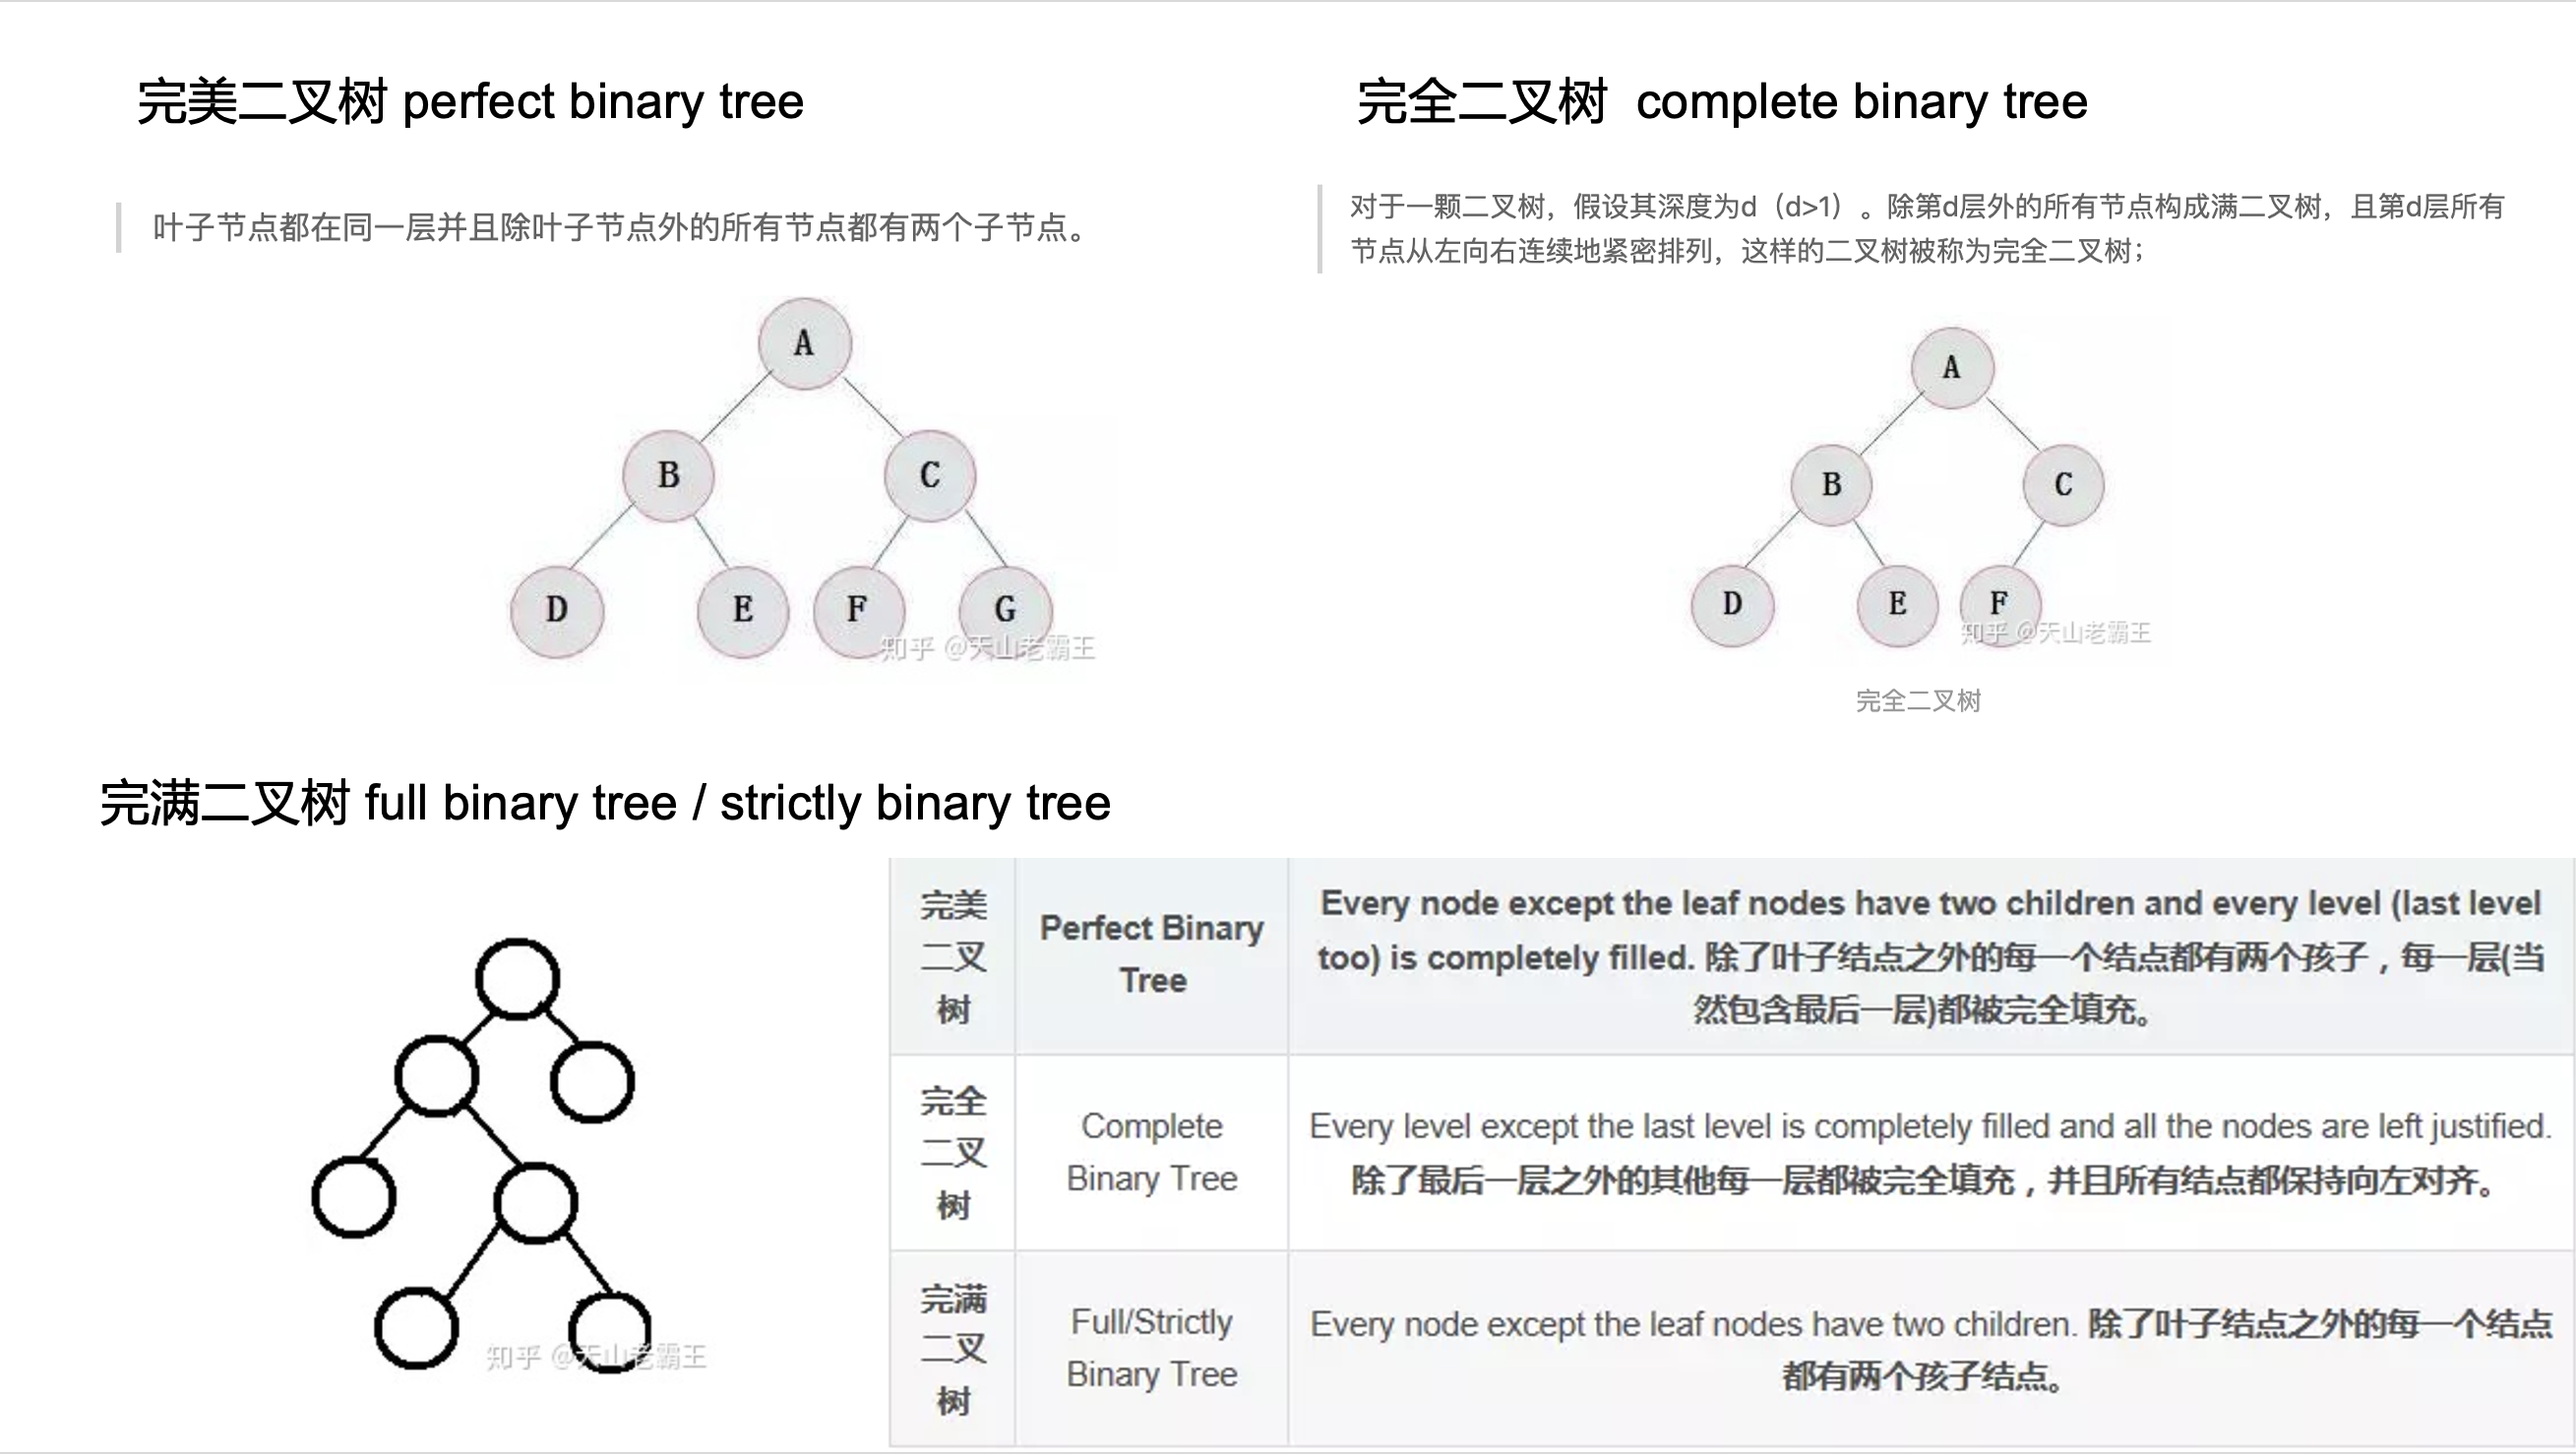 完美二叉树 perfect binary tree
叶子节点都在同一层并且除叶子节点外的所有节点都有两个子节点。
A
B
C
D
E
F
G
知乎 @天山老霸王
完全二叉树 complete binary tree
对于一颗二叉树，假设其深度为d（d>1）。除第d层外的所有节点构成满二叉树，且第d层所有
节点从左向右连续地紧密排列，这样的二叉树被称为完全二叉树；
A
B
C
D
E
F
知乎 @天山老霸王
完全二叉树
完满二叉树 full binary tree / strictly binary tree
知乎 @天山老霸王
完美
二叉
树
Perfect Binary
Tree
Every node except the leaf nodes have two children and every level (last level
too) is completely filled. 除了叶子结点之外的每一个结点都有两个孩子，每一层(当
然包含最后一层)都被完全填充。
完全
二叉
树
Complete
Binary Tree
Every level except the last level is completely filled and all the nodes are left justified.
除了最后一层之外的其他每一层都被完全填充，并且所有结点都保持向左对齐。
完满
二叉
树
Full/Strictly
Binary Tree
Every node except the leaf nodes have two children. 除了叶子结点之外的每一个结点
都有两个孩子结点。